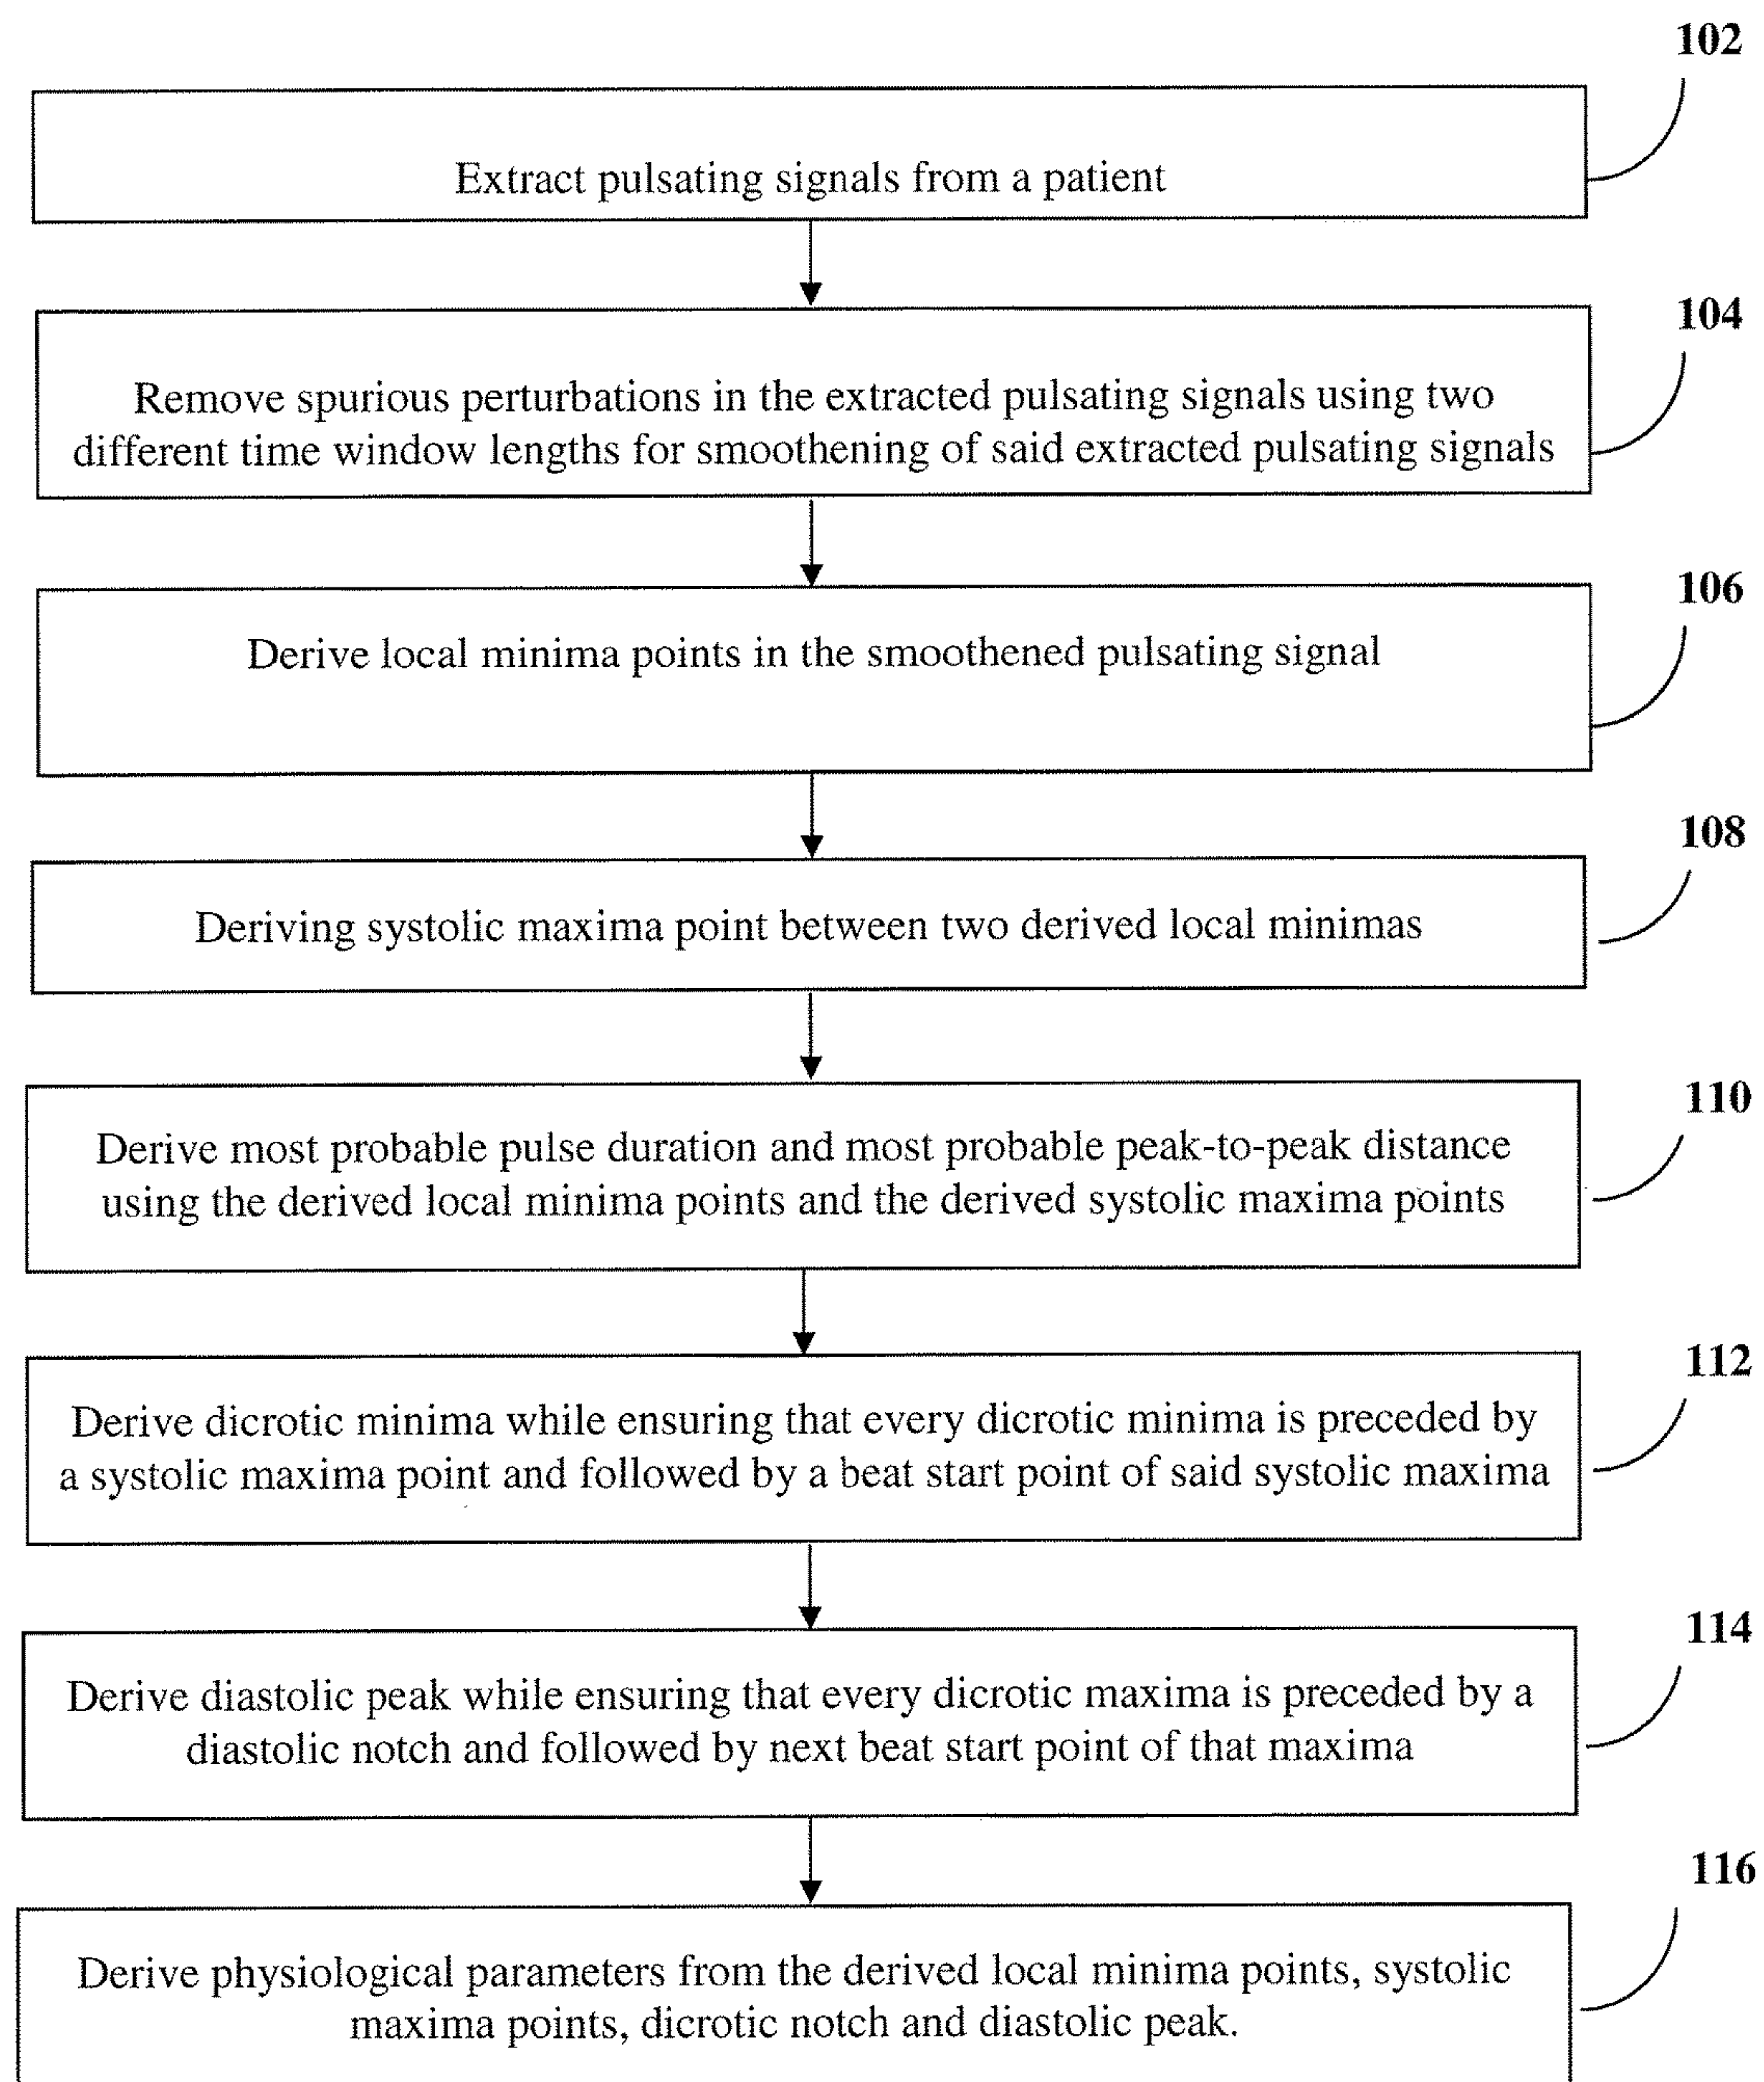 102
Extract pulsating signals from a patient
104
Remove spurious perturbations in the extracted pulsating signals using two
different time window lengths for smoothening of said extracted pulsating signals
106
Derive local minima points in the smoothened pulsating signal
108
Deriving systolic maxima point between two derived local minimas
110
Derive most probable pulse duration and most probable peak-to-peak distance
using the derived local minima points and the derived systolic maxima points
112
Derive dicrotic minima while ensuring that every dicrotic minima is preceded by
a systolic maxima point and followed by a beat start point of said systolic maxima
114
Derive diastolic peak while ensuring that every dicrotic maxima is preceded by a
diastolic notch and followed by next beat start point of that maxima
116
Derive physiological parameters from the derived local minima points, systolic
maxima points, dicrotic notch and diastolic peak.